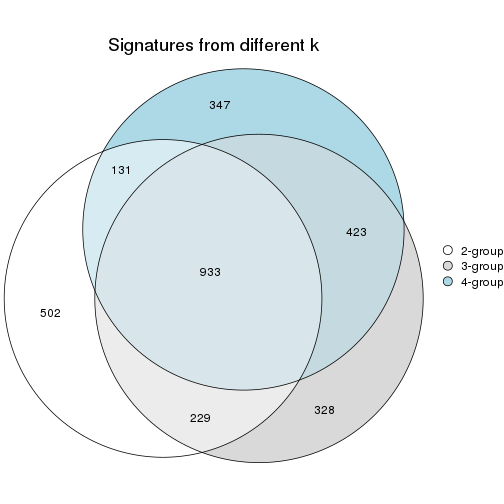 Signatures from different k
347
131
423
933
502
229
328
2-group
3-group
4-group